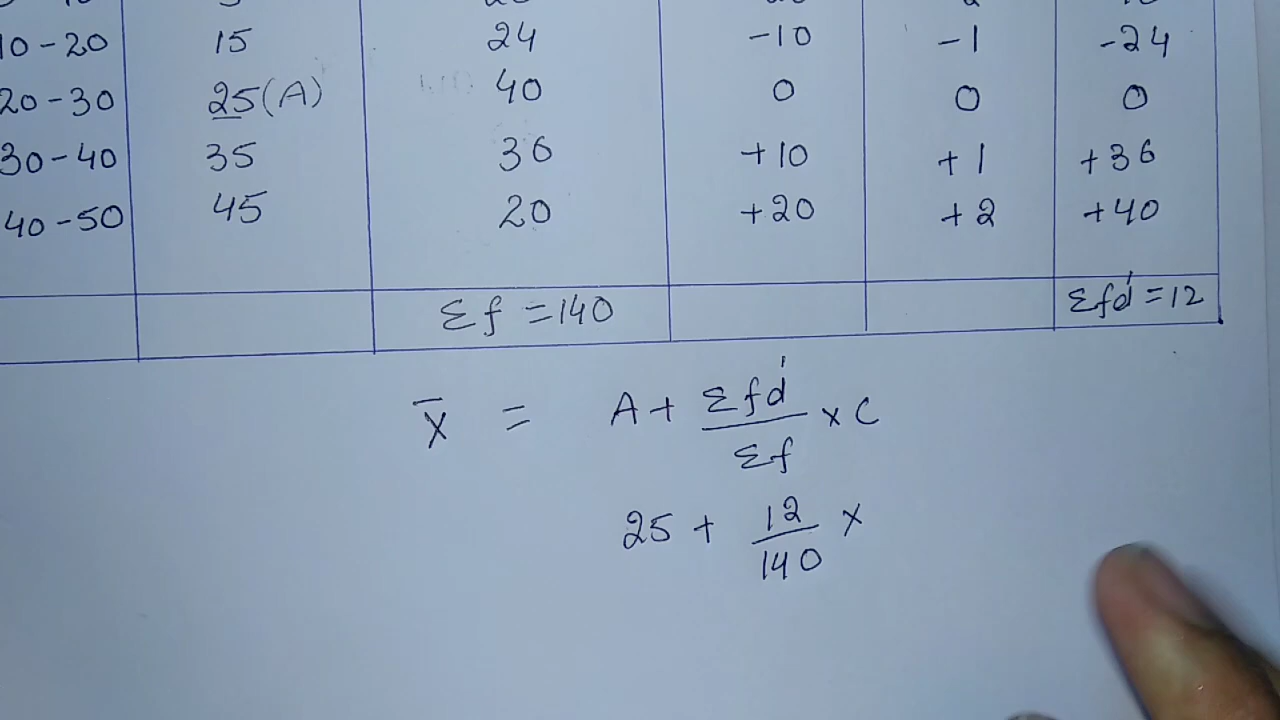 10-20 15 24 -10 -1 -24
20-30 25(A) 40 0 0 0
30-40 35 36 +10 +1 +36
40-50 45 20 +20 +2 +40
Σf = 140 Σfd' = 12
X̄ = A + Σfd'/Σf × C
25 + 12/140 ×